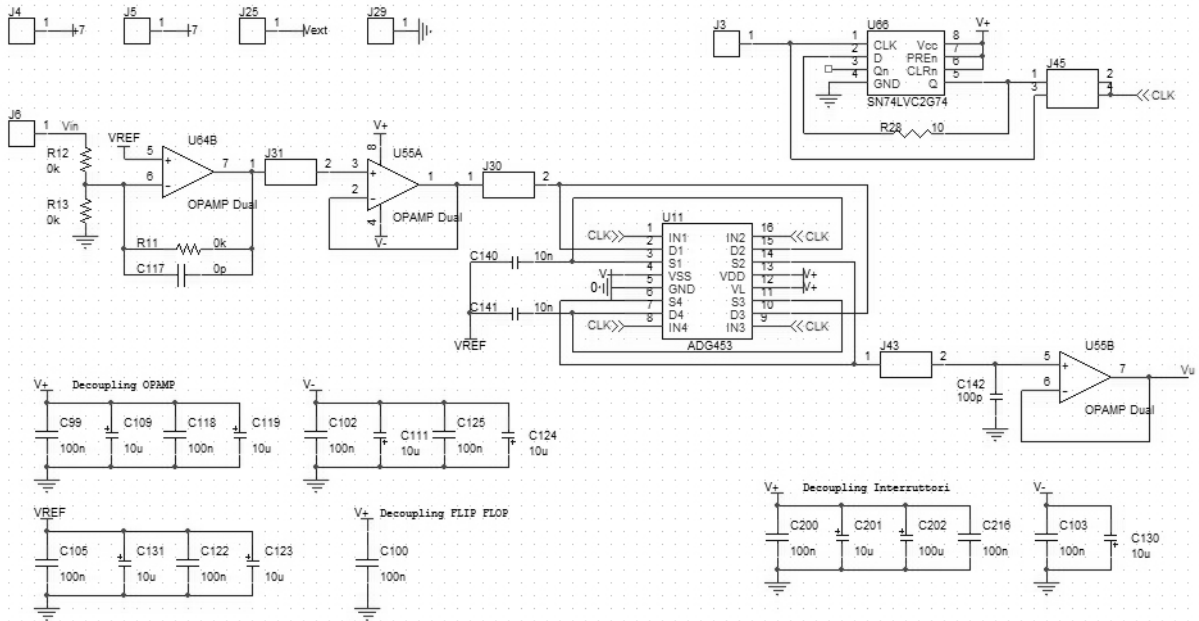 J4
1
+7
J5
1
+7
J25
1
Vext
J29
1
J3
1
U66
V+
1 CLK Vcc 8
2 D PREn 7
3 Qn CLRn 6
4 GND Q 5
SN74LVC2G74
R28 10
J45
1 2
3 4
CLK
J6
1 Vin
R12
0k
R13
0k
VREF
U64B
5 +
6 -
7
OPAMP Dual
R11 0k
C117 0p
J31
1 2
V+
8
U55A
3 +
2 -
1
OPAMP Dual
4
V-
J30
1 2
U11
CLK 1 IN1 IN2 16 CLK
2 D1 D2 15
3 S1 S2 14
V- 4 VSS VDD 13 V+
0 5 GND VL 12 V+
6 S4 S3 11
7 D4 D3 10
CLK 8 IN4 IN3 9 CLK
ADG453
C140 10n
C141 10n
VREF
J43
1 2
C142
100p
U55B
5 +
6 -
7
OPAMP Dual
Vu
V+ Decoupling OPAMP
C99
100n
C109
10u
C118
100n
C119
10u
V-
C102
100n
C111
10u
C125
100n
C124
10u
VREF
C105
100n
C131
10u
C122
100n
C123
10u
V+ Decoupling FLIP FLOP
C100
100n
V+ Decoupling Interruttori
C200
100n
C201
10u
C202
100u
C216
100n
V-
C103
100n
C130
10u